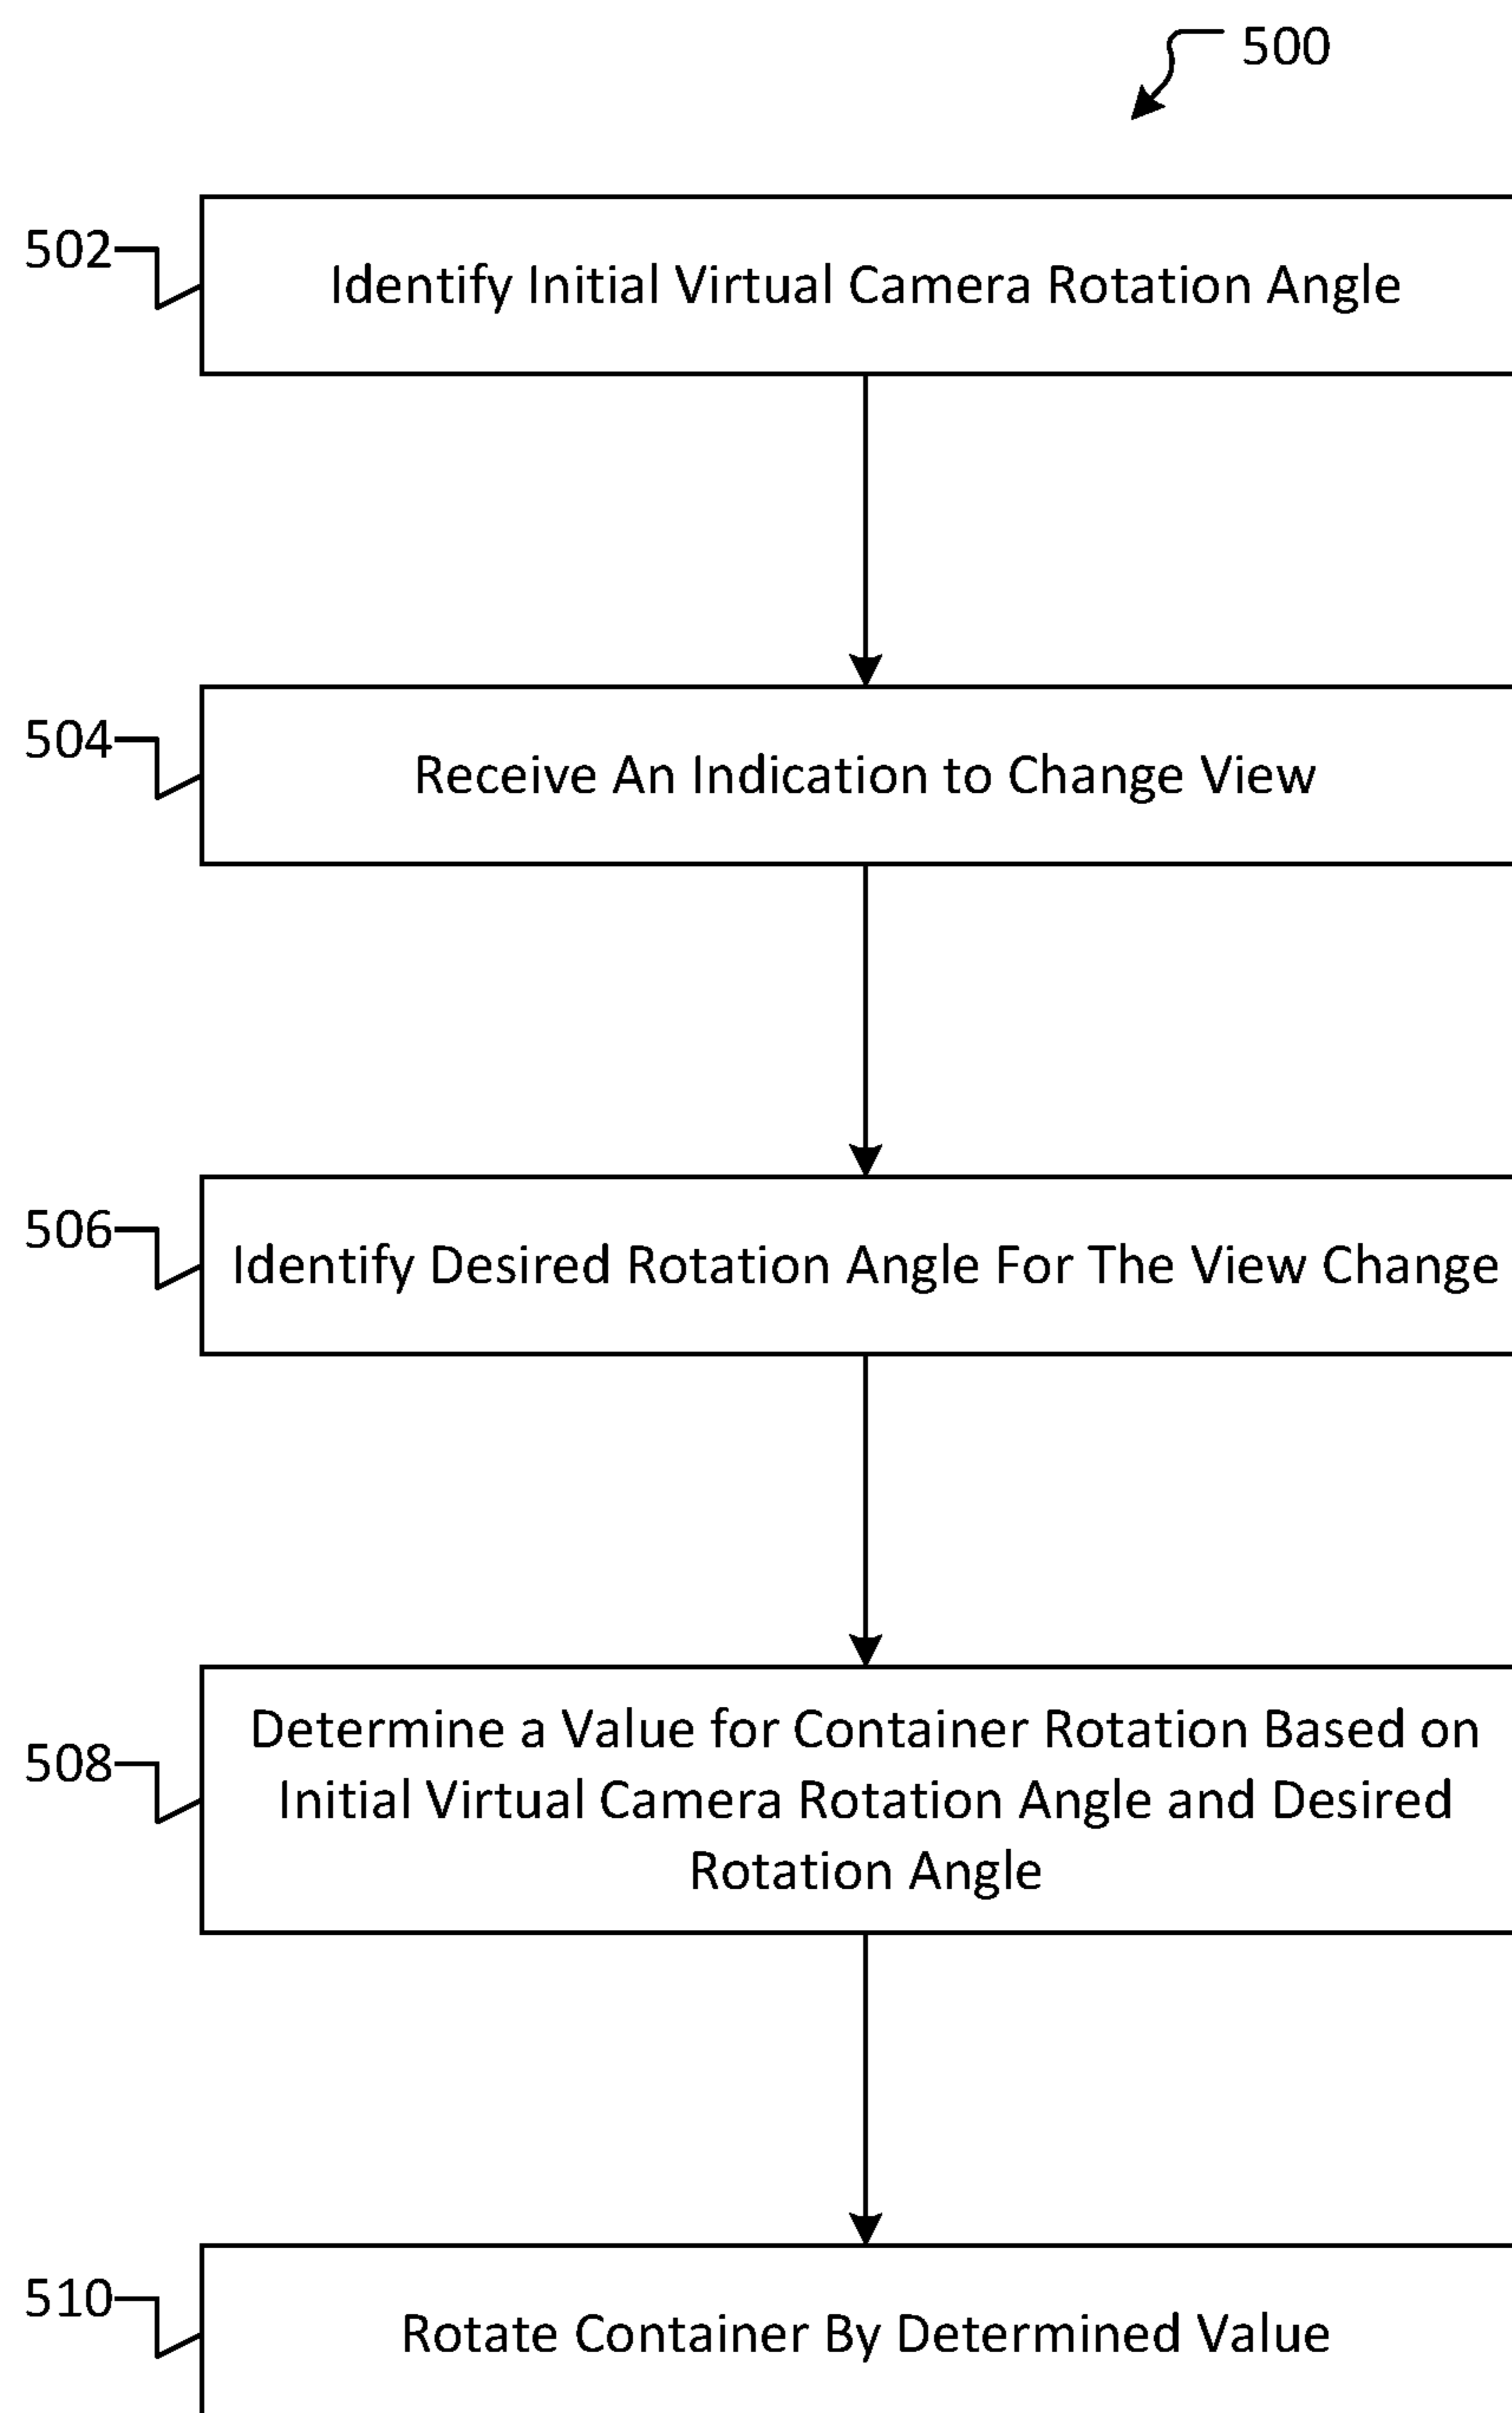 500
502
Identify Initial Virtual Camera Rotation Angle
504
Receive An Indication to Change View
506
Identify Desired Rotation Angle For The View Change
508
Determine a Value for Container Rotation Based on
Initial Virtual Camera Rotation Angle and Desired
Rotation Angle
510
Rotate Container By Determined Value